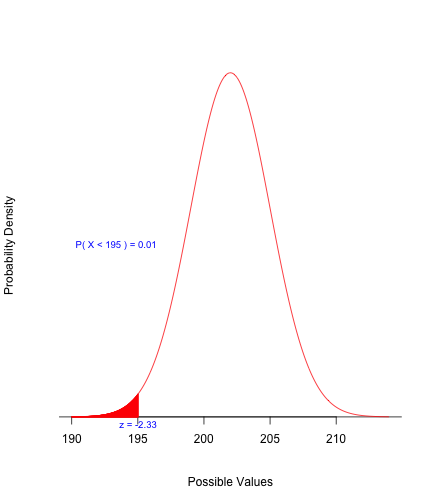 Probability Density
P( X < 195 ) = 0.01
z = -2.33
190 195 200 205 210
Possible Values